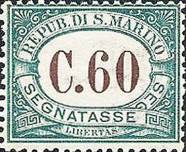 REPUB. DI S. MARINO
C.60
SEGNATASSE
LIBERTAS